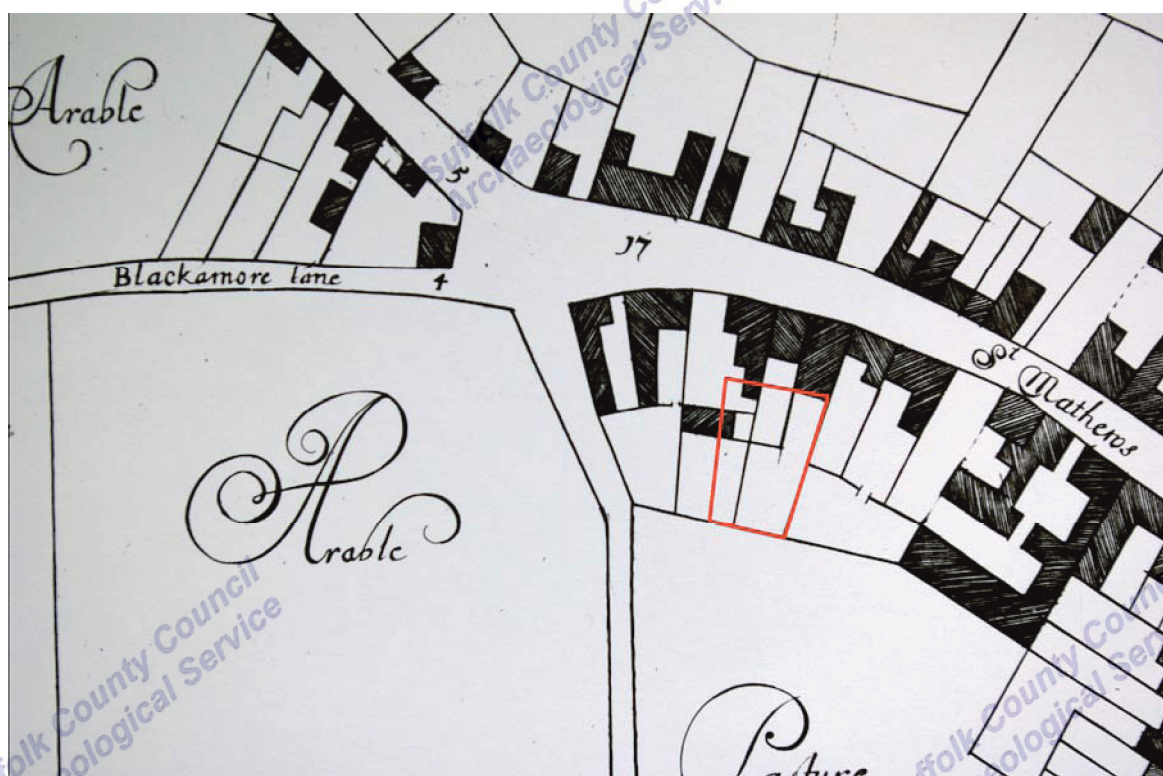 Suffolk County Council
Archaeological Service
Arable
5
17
Blackamore lane
4
St Mathews
Arable
Suffolk County Council
Archaeological Service
Pasture
Suffolk County Council
Archaeological Service